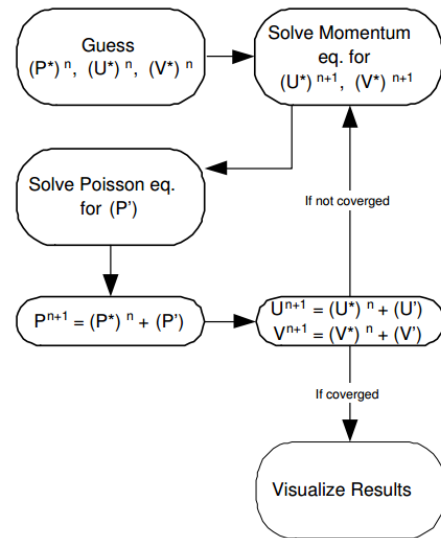 Guess
(P*) ⁿ, (U*) ⁿ, (V*) ⁿ
Solve Momentum
eq. for
(U*) ⁿ⁺¹, (V*) ⁿ⁺¹
Solve Poisson eq.
for (P')
If not coverged
Pⁿ⁺¹ = (P*) ⁿ + (P')
Uⁿ⁺¹ = (U*) ⁿ + (U')
Vⁿ⁺¹ = (V*) ⁿ + (V')
If coverged
Visualize Results